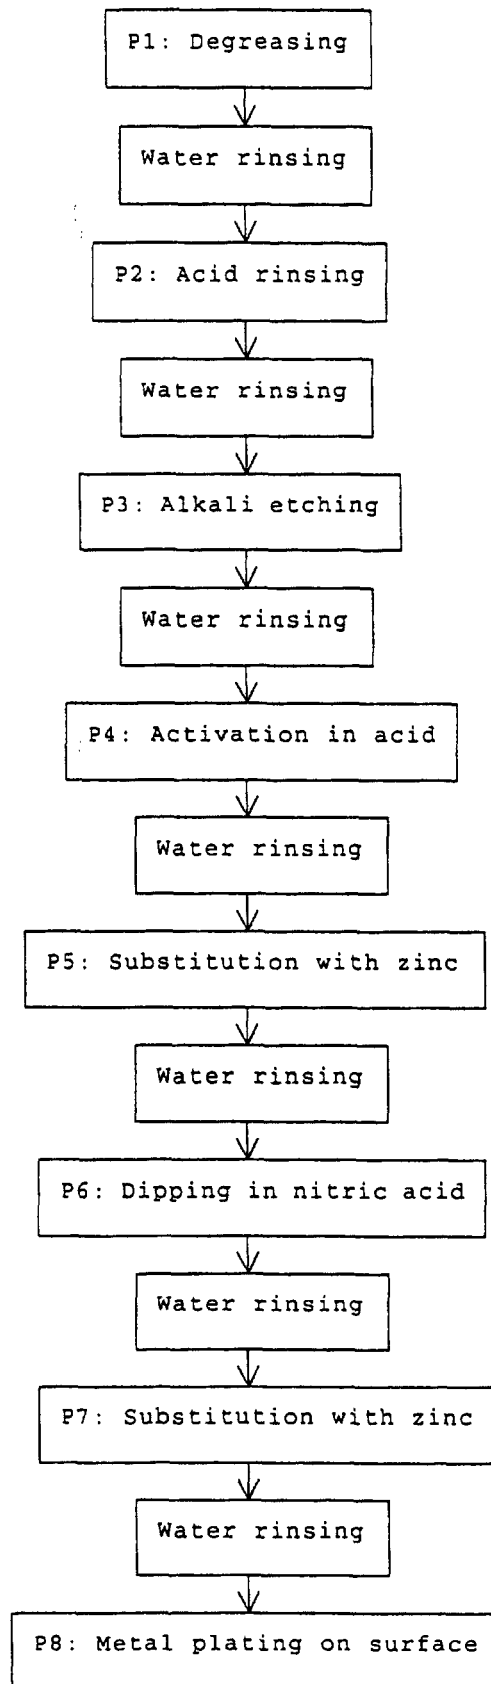 P1: Degreasing
Water rinsing
P2: Acid rinsing
Water rinsing
P3: Alkali etching
Water rinsing
P4: Activation in acid
Water rinsing
P5: Substitution with zinc
Water rinsing
P6: Dipping in nitric acid
Water rinsing
P7: Substitution with zinc
Water rinsing
P8: Metal plating on surface